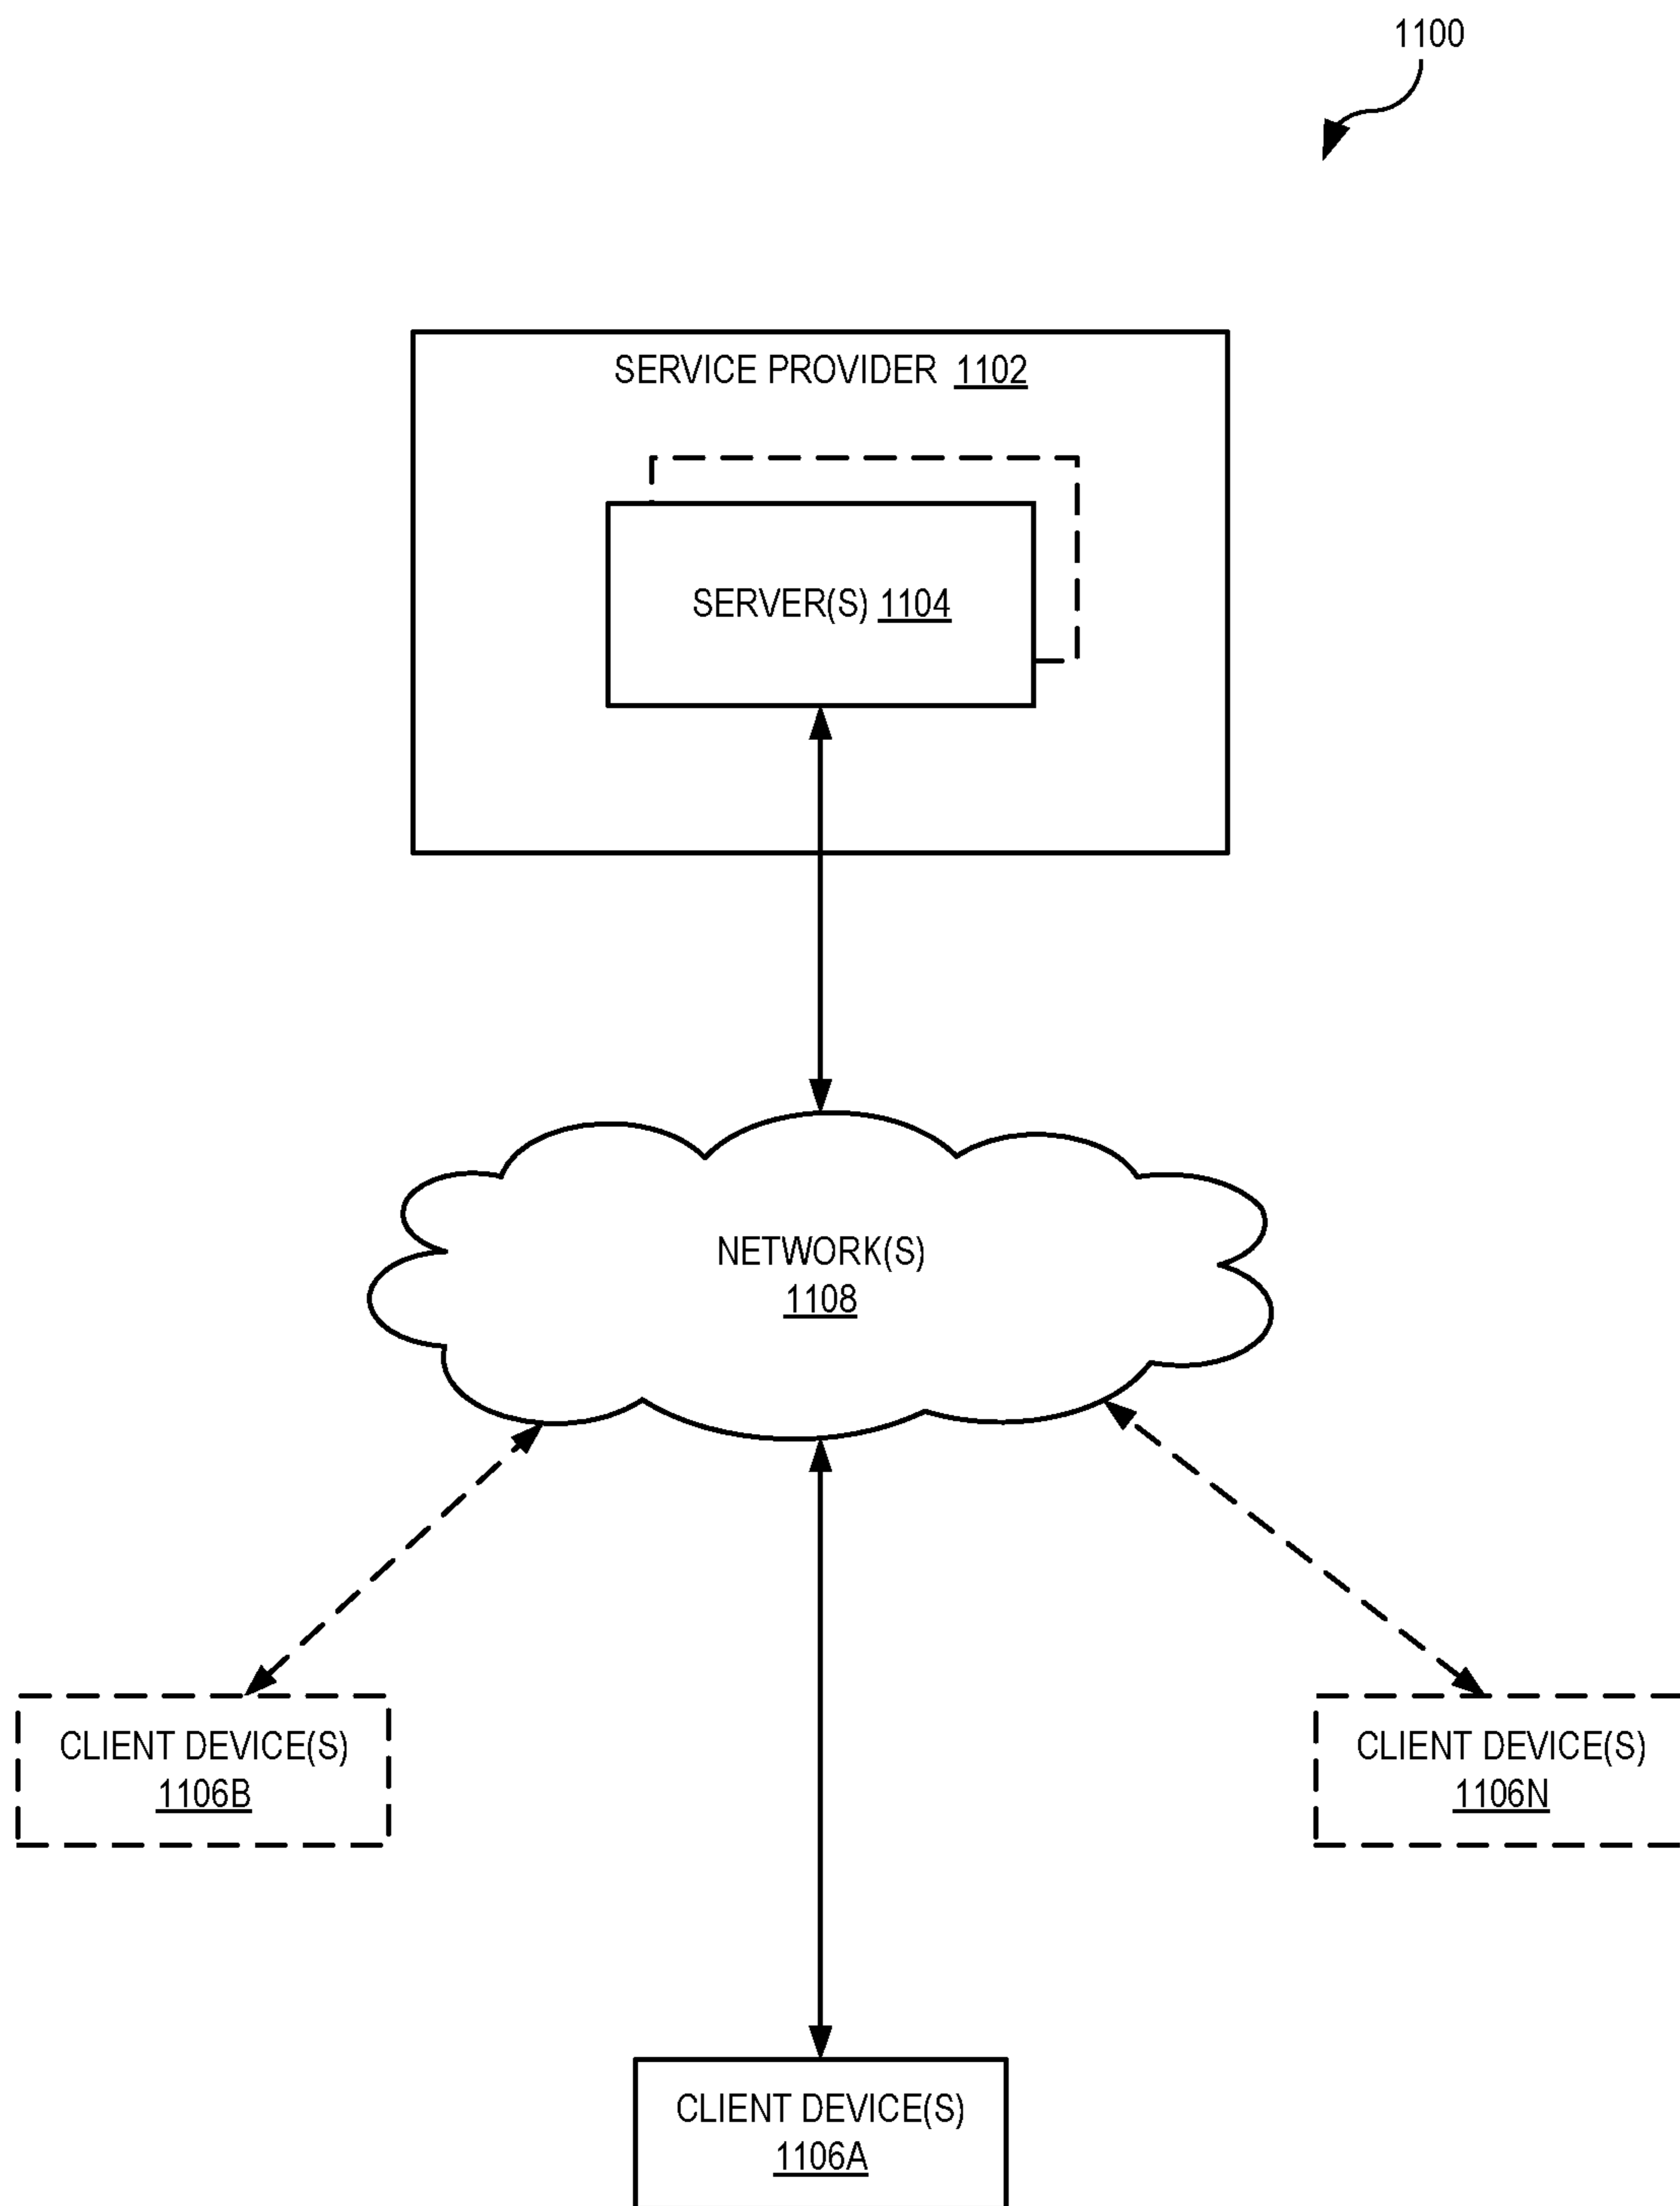 1100
SERVICE PROVIDER 1102
SERVER(S) 1104
NETWORK(S)
1108
CLIENT DEVICE(S)
1106B
CLIENT DEVICE(S)
1106N
CLIENT DEVICE(S)
1106A